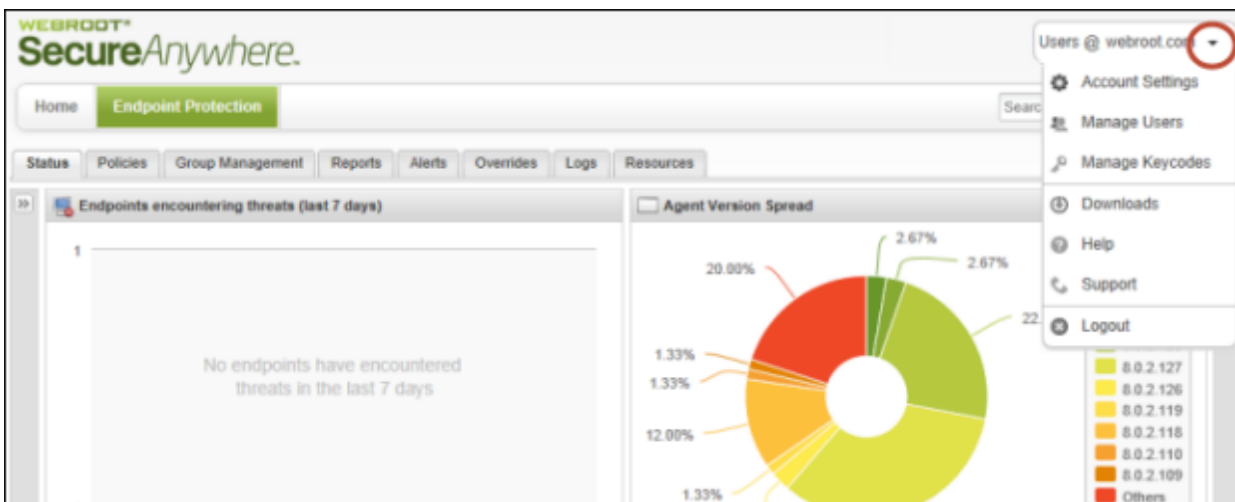 WEBROOT®
SecureAnywhere.
Users @ webroot.com
Account Settings
Manage Users
Manage Keycodes
Downloads
Help
Support
Logout
Home
Endpoint Protection
Searc
Status
Policies
Group Management
Reports
Alerts
Overrides
Logs
Resources
Endpoints encountering threats (last 7 days)
1
No endpoints have encountered
threats in the last 7 days
Agent Version Spread
2.67%
2.67%
20.00%
22.
1.33%
1.33%
12.00%
1.33%
8.0.2.127
8.0.2.126
8.0.2.119
8.0.2.118
8.0.2.110
8.0.2.109
Others